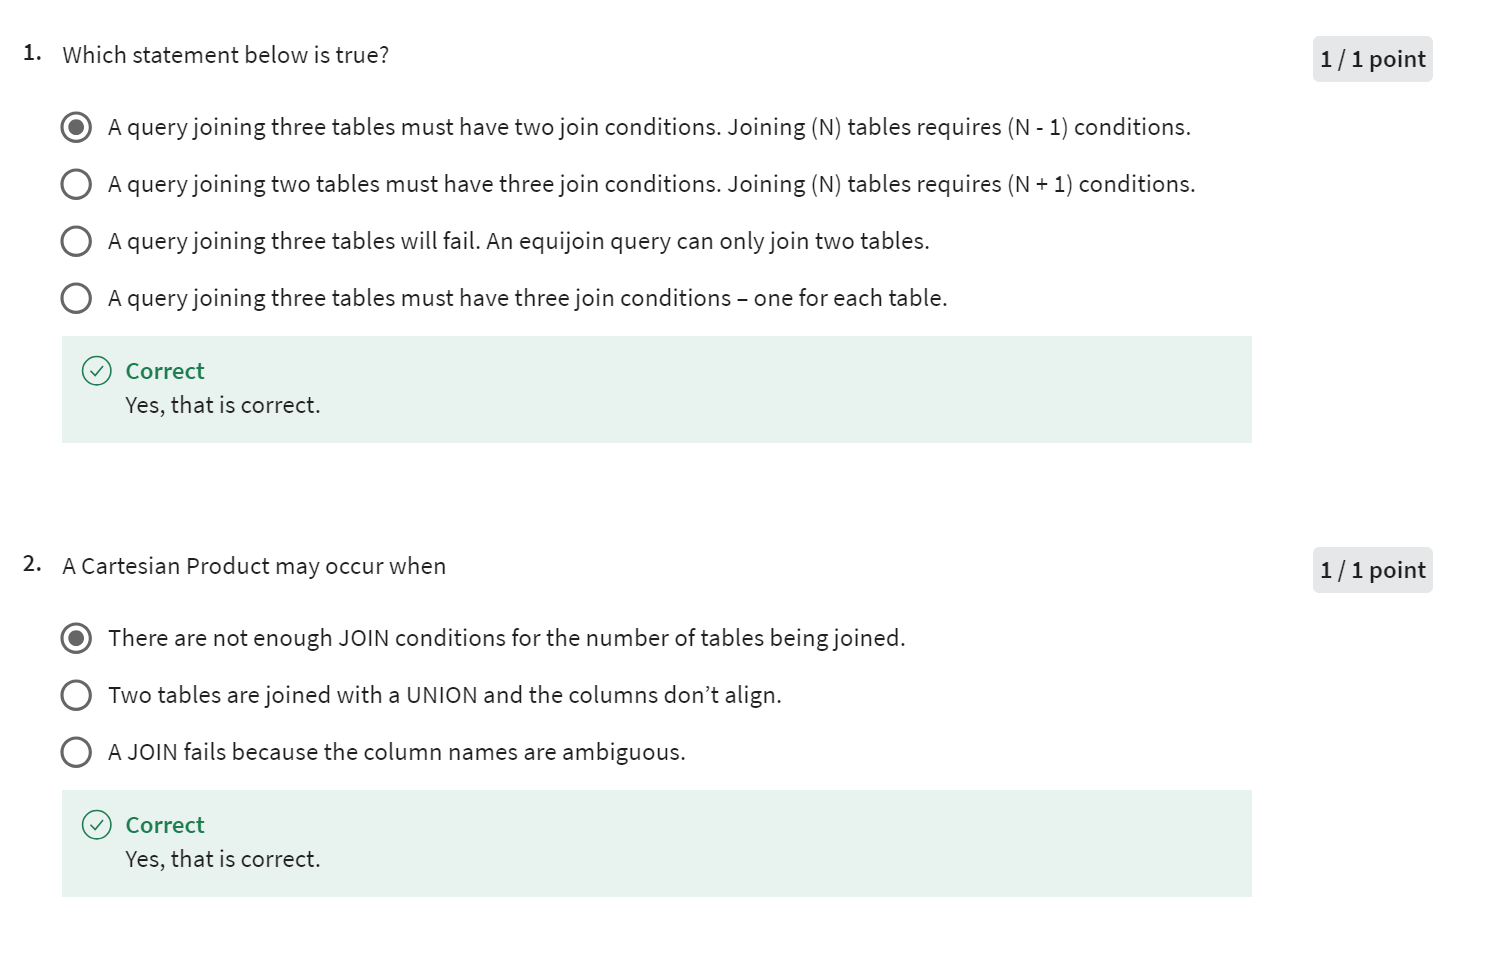 1. Which statement below is true?
1 / 1 point
A query joining three tables must have two join conditions. Joining (N) tables requires (N - 1) conditions.
A query joining two tables must have three join conditions. Joining (N) tables requires (N + 1) conditions.
A query joining three tables will fail. An equijoin query can only join two tables.
A query joining three tables must have three join conditions – one for each table.
Correct
Yes, that is correct.
2. A Cartesian Product may occur when
1 / 1 point
There are not enough JOIN conditions for the number of tables being joined.
Two tables are joined with a UNION and the columns don’t align.
A JOIN fails because the column names are ambiguous.
Correct
Yes, that is correct.